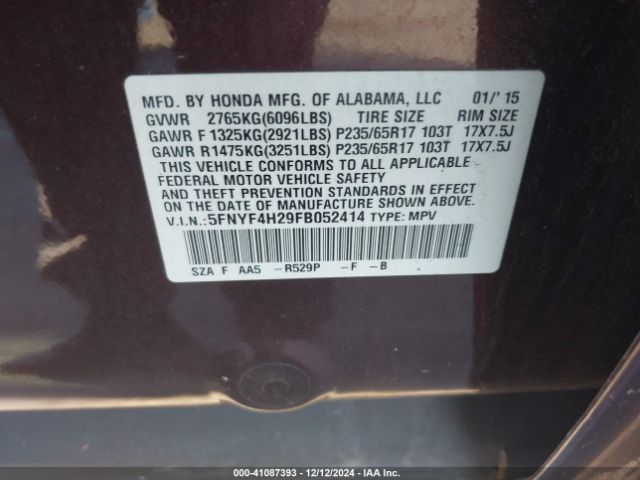 MFD. BY HONDA MFG. OF ALABAMA, LLC 01/'15
GVWR 2765KG(6096LBS) TIRE SIZE RIM SIZE
GAWR F 1325KG(2921LBS) P235/65R17 103T 17X7.5J
GAWR R1475KG(3251LBS) P235/65R17 103T 17X7.5J
THIS VEHICLE CONFORMS TO ALL APPLICABLE
FEDERAL MOTOR VEHICLE SAFETY
AND THEFT PREVENTION STANDARDS IN EFFECT
ON THE DATE OF MANUFACTURE SHOWN ABOVE.
V.I.N.:5FNYF4H29FB052414 TYPE: MPV
SZA F AA5 -R529P -F -B
000-41087393 - 12/12/2024 - IAAI.COM